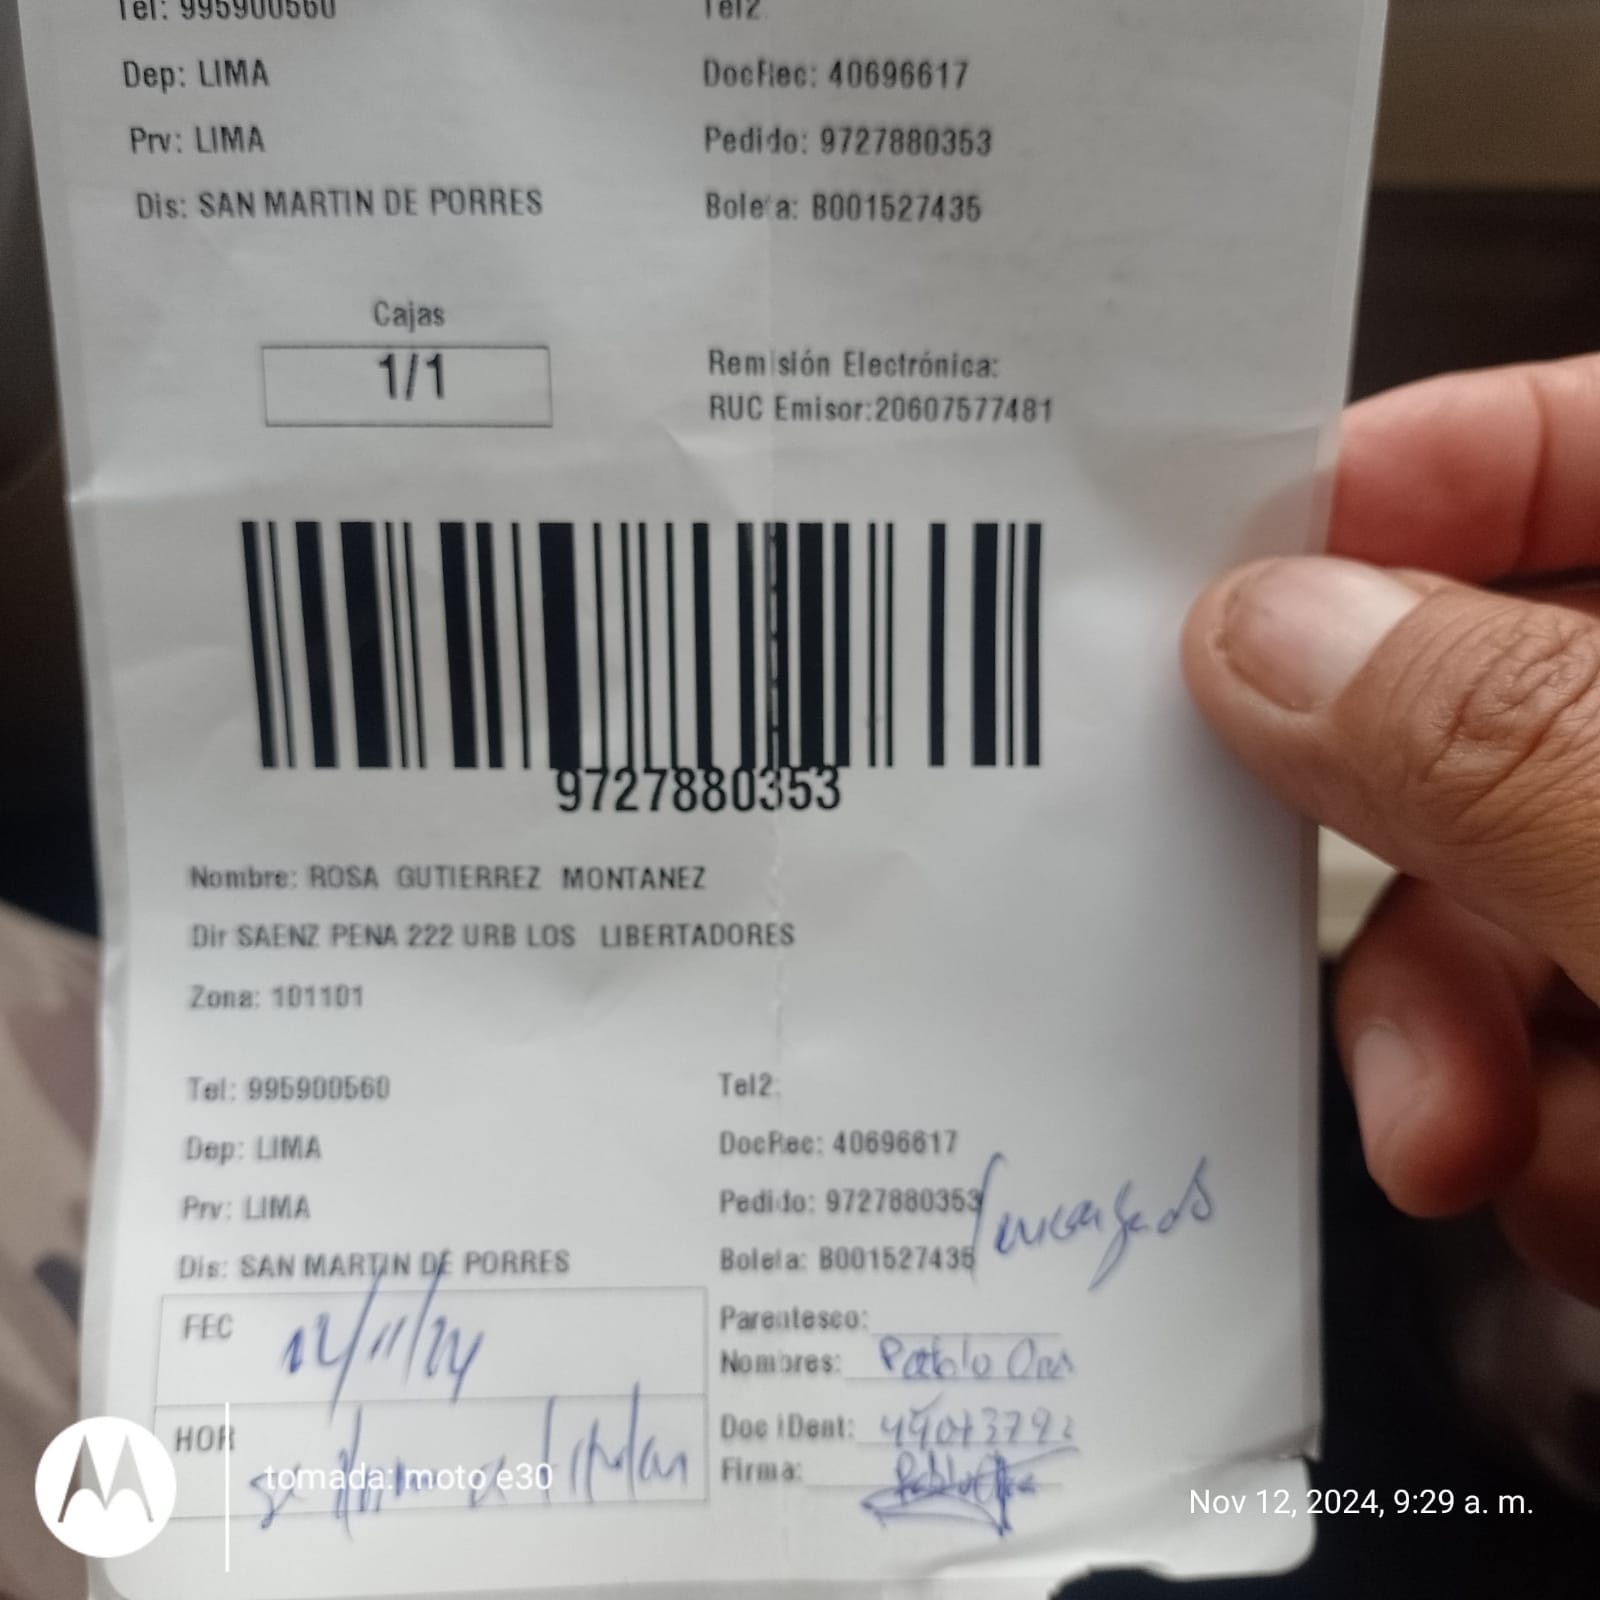 Tel: 995900560 Tel2
Dep: LIMA DocRec: 40696617
Prv: LIMA Pedido: 9727880353
Dis: SAN MARTIN DE PORRES Boleta: B001527435
Cajas
1/1
Remisión Electrónica:
RUC Emisor:20607577481
9727880353
Nombre: ROSA GUTIERREZ MONTANEZ
Dir SAENZ PENA 222 URB LOS LIBERTADORES
Zona: 101101
Tel: 995900560 Tel2:
Dep: LIMA DocRec: 40696617
Prv: LIMA Pedido: 9727880353
encargado
Dis: SAN MARTIN DE PORRES Boleta: B001527435
FEC 12/11/24
Parentesco:
Nombres: Pablo
HOR
Doc iDent:
Firma:
tomada: moto e30
Nov 12, 2024, 9:29 a. m.